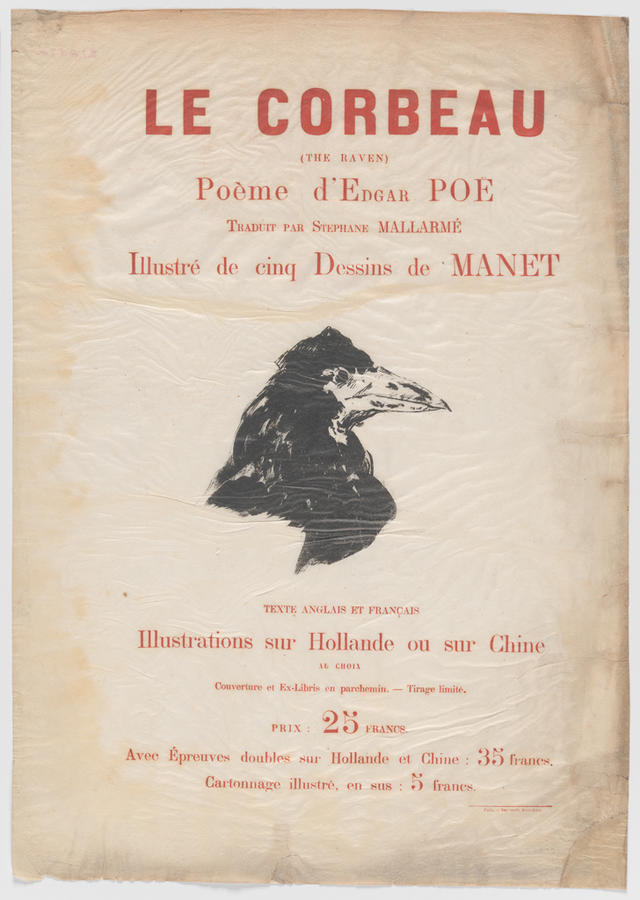 LE CORBEAU
(THE RAVEN)
Poème d'EDGAR POË
TRADUIT PAR STEPHANE MALLARMÉ
Illustré de cinq Dessins de MANET
TEXTE ANGLAIS ET FRANÇAIS
Illustrations sur Hollande ou sur Chine
AU CHOIX
Couverture et Ex-Libris en parchemin. — Tirage limité.
PRIX : 25 FRANCS.
Avec Épreuves doubles sur Hollande et Chine : 35 francs.
Cartonnage illustré, en sus : 5 francs.